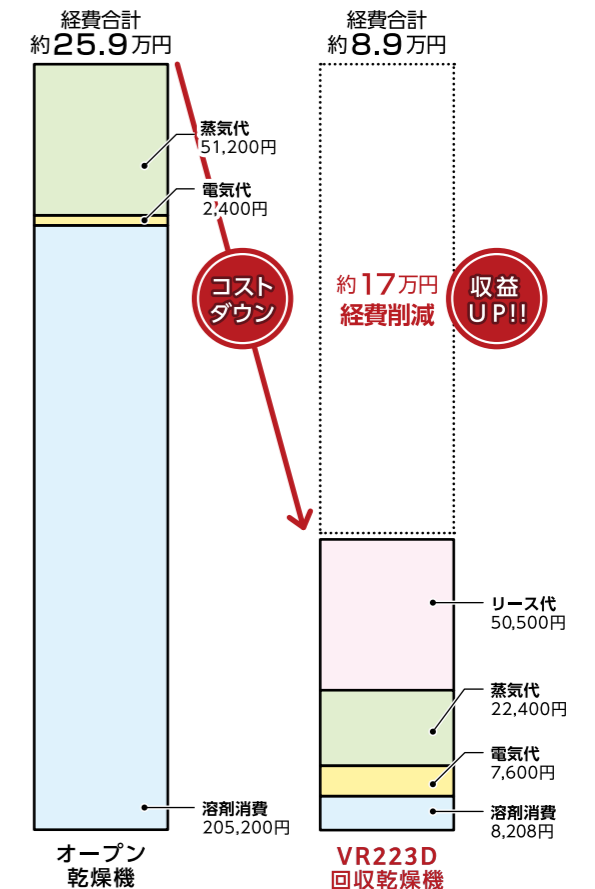 経費合計
約25.9万円
蒸気代
51,200円
電気代
2,400円
溶剤消費
205,200円
オープン
乾燥機
コスト
ダウン
経費合計
約8.9万円
約17万円
経費削減
収益
UP!!
リース代
50,500円
蒸気代
22,400円
電気代
7,600円
溶剤消費
8,208円
VR223D
回収乾燥機